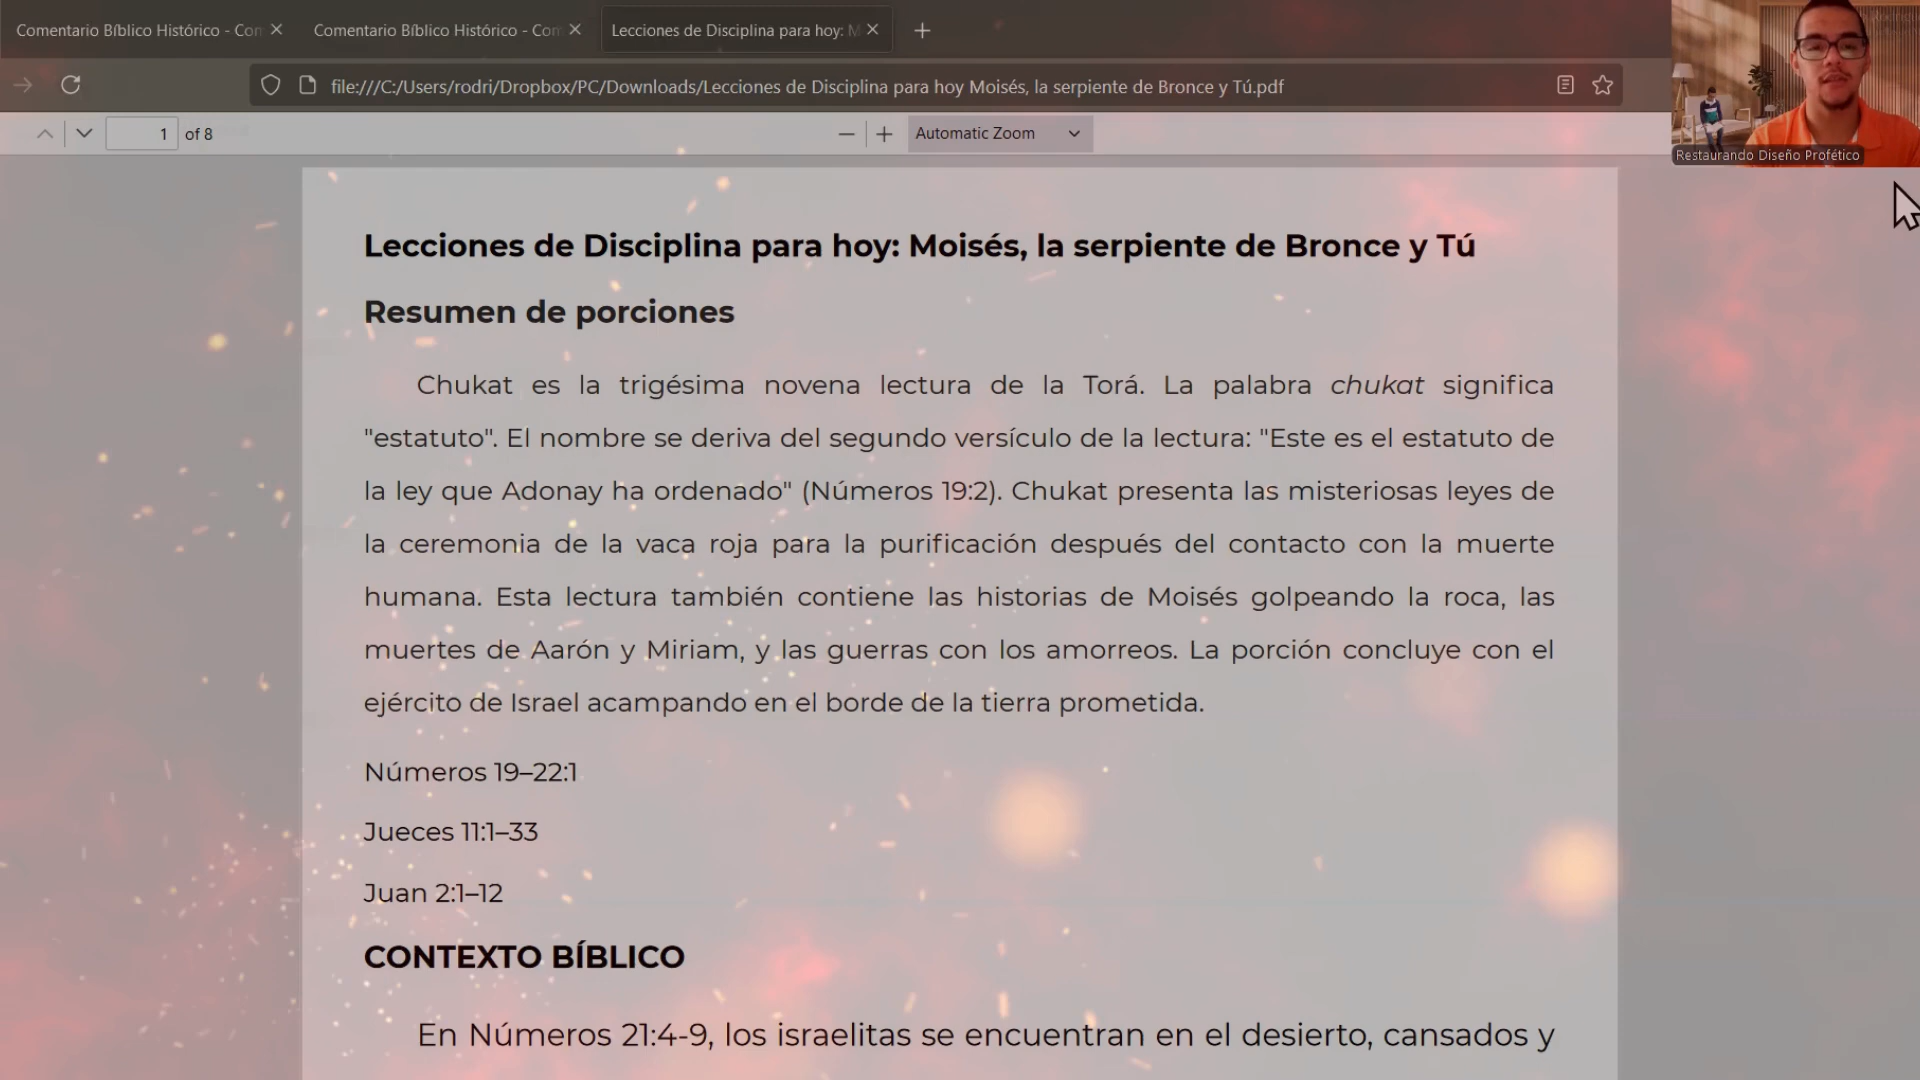 Comentario Bíblico Histórico - Con
Comentario Bíblico Histórico - Con
Lecciones de Disciplina para hoy: M
file:///C:/Users/rodri/Dropbox/PC/Downloads/Lecciones de Disciplina para hoy Moisés, la serpiente de Bronce y Tú.pdf
1 of 8
Automatic Zoom
Restaurando Diseño Profético
Lecciones de Disciplina para hoy: Moisés, la serpiente de Bronce y Tú
Resumen de porciones
Chukat es la trigésima novena lectura de la Torá. La palabra chukat significa
"estatuto". El nombre se deriva del segundo versículo de la lectura: "Este es el estatuto de
la ley que Adonay ha ordenado" (Números 19:2). Chukat presenta las misteriosas leyes de
la ceremonia de la vaca roja para la purificación después del contacto con la muerte
humana. Esta lectura también contiene las historias de Moisés golpeando la roca, las
muertes de Aarón y Miriam, y las guerras con los amorreos. La porción concluye con el
ejército de Israel acampando en el borde de la tierra prometida.
Números 19–22:1
Jueces 11:1–33
Juan 2:1–12
CONTEXTO BÍBLICO
En Números 21:4-9, los israelitas se encuentran en el desierto, cansados y